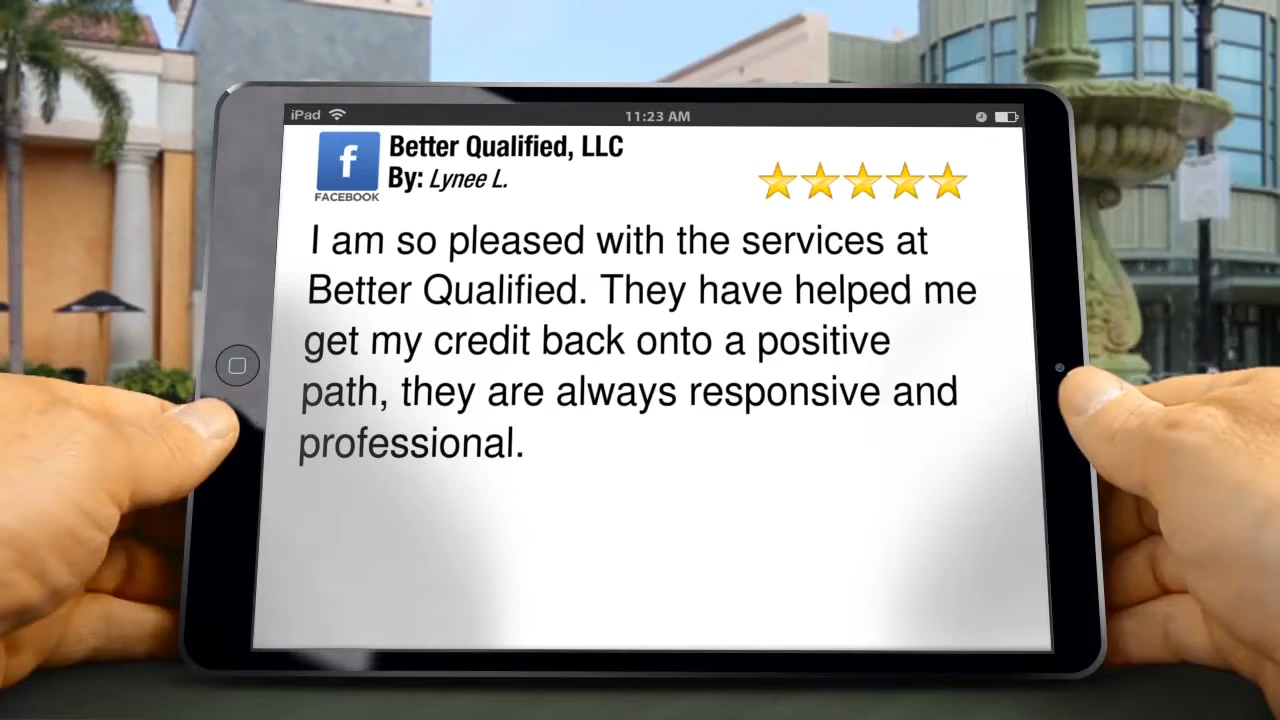 iPad
11:23 AM
f
FACEBOOK
Better Qualified, LLC
By: Lynee L.
I am so pleased with the services at
Better Qualified. They have helped me
get my credit back onto a positive
path, they are always responsive and
professional.